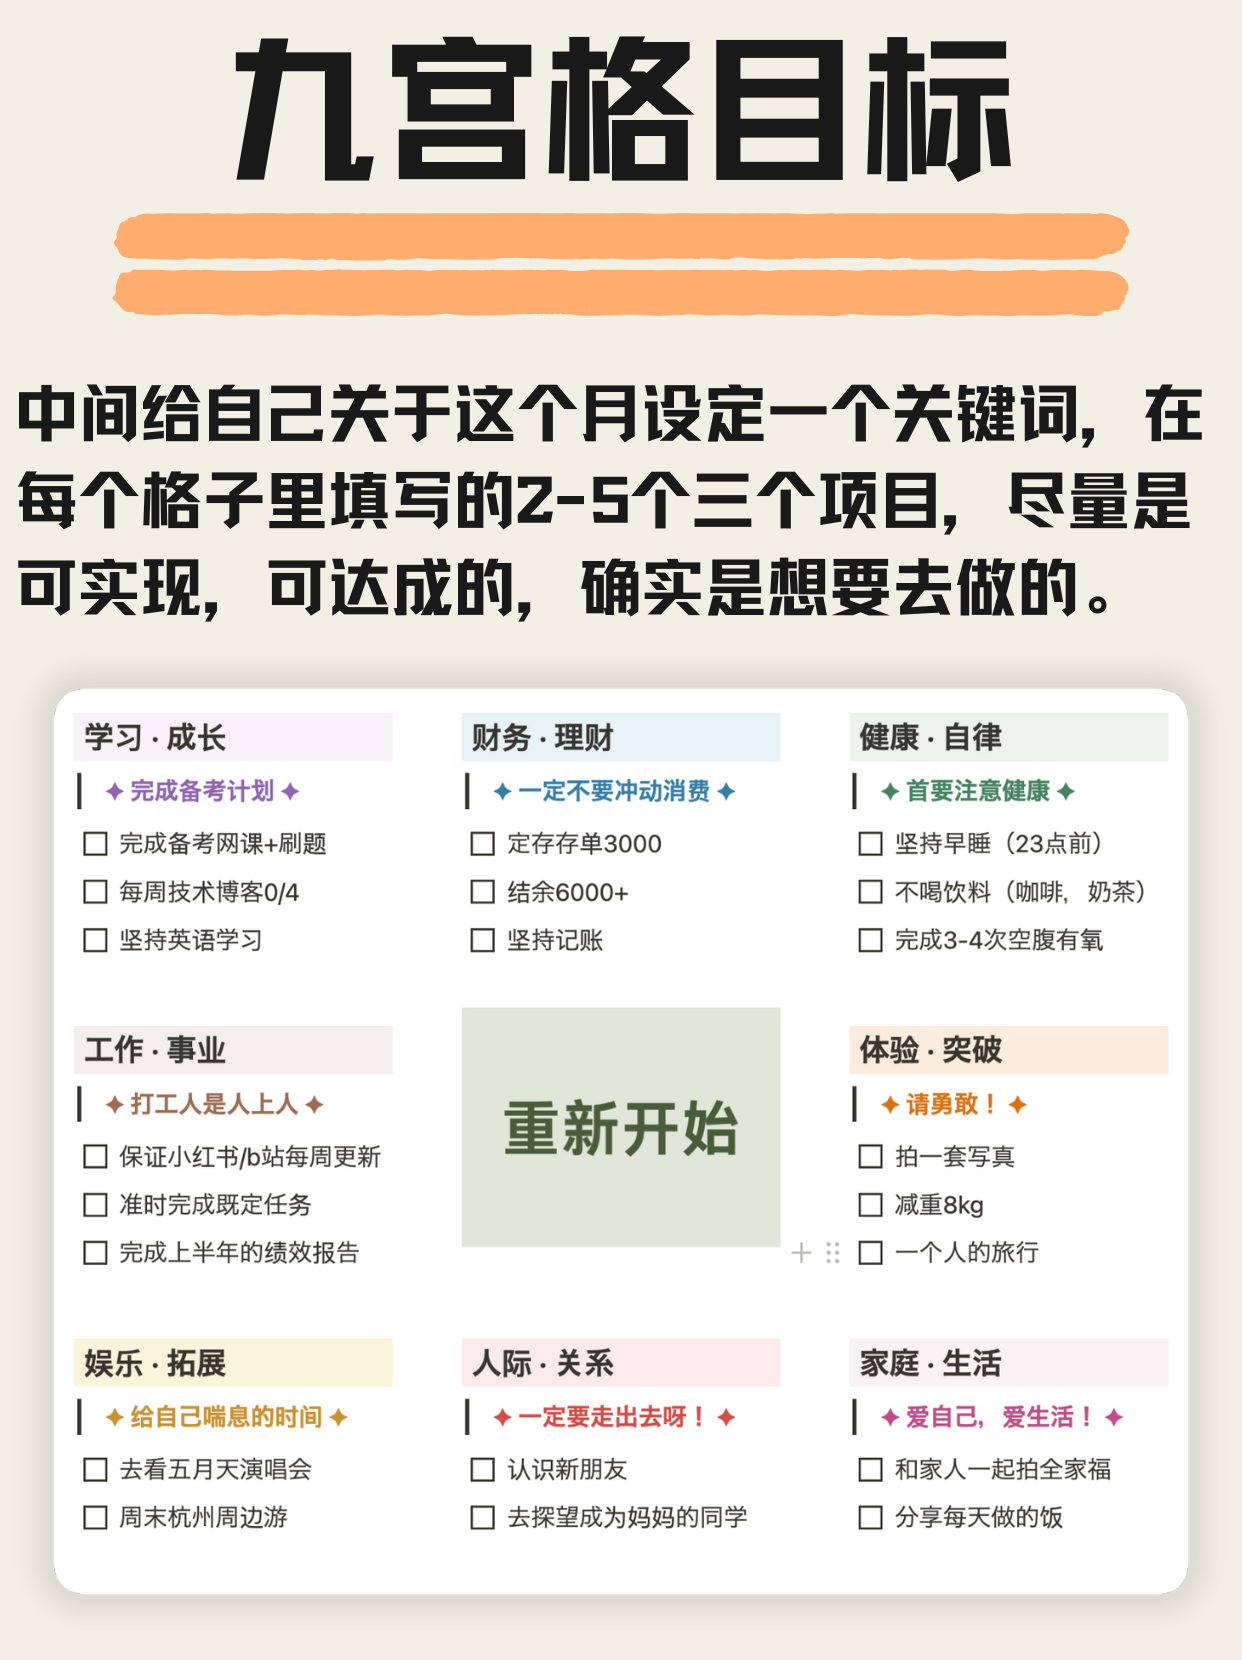 九宫格目标
中间给自己关于这个月设定一个关键词，在
每个格子里填写的2-5个三个项目，尽量是
可实现，可达成的，确实是想要去做的。
学习·成长
✦ 完成备考计划 ✦
完成备考网课+刷题
每周技术博客0/4
坚持英语学习
财务·理财
✦ 一定不要冲动消费 ✦
定存存单3000
结余6000+
坚持记账
健康·自律
✦ 首要注意健康 ✦
坚持早睡（23点前）
不喝饮料（咖啡，奶茶）
完成3-4次空腹有氧
工作·事业
✦ 打工人是人上人 ✦
保证小红书/b站每周更新
准时完成既定任务
完成上半年的绩效报告
重新开始
体验·突破
✦ 请勇敢！ ✦
拍一套写真
减重8kg
一个人的旅行
娱乐·拓展
✦ 给自己喘息的时间 ✦
去看五月天演唱会
周末杭州周边游
人际·关系
✦ 一定要走出去呀！ ✦
认识新朋友
去探望成为妈妈的同学
家庭·生活
✦ 爱自己，爱生活！ ✦
和家人一起拍全家福
分享每天做的饭